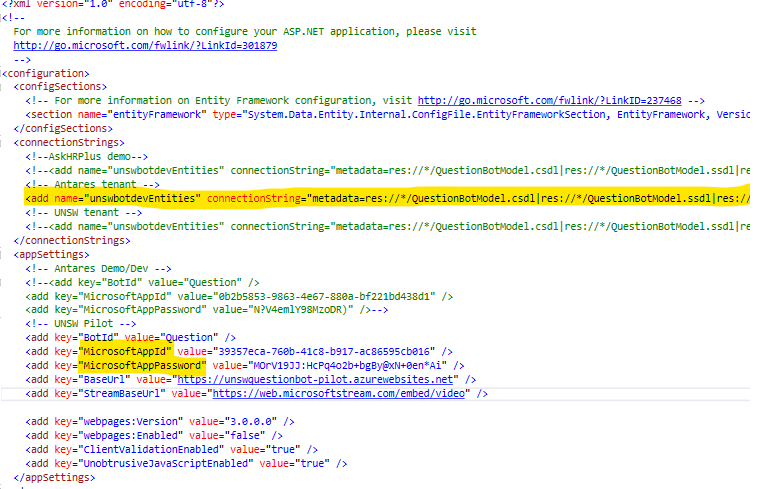 <?xml version="1.0" encoding="utf-8"?>
<!--
For more information on how to configure your ASP.NET application, please visit
http://go.microsoft.com/fwlink/?LinkId=301879
-->
<configuration>
<configSections>
<!-- For more information on Entity Framework configuration, visit http://go.microsoft.com/fwlink/?LinkID=237468 -->
<section name="entityFramework" type="System.Data.Entity.Internal.ConfigFile.EntityFrameworkSection, EntityFramework, Versio
</configSections>
<connectionStrings>
<!--AskHRPlus demo-->
<!--<add name="unswbotdevEntities" connectionString="metadata=res://*/QuestionBotModel.csdl|res://*/QuestionBotModel.ssdl|re
<!-- Antares tenant -->
<add name="unswbotdevEntities" connectionString="metadata=res://*/QuestionBotModel.csdl|res://*/QuestionBotModel.ssdl|res://
<!-- UNSW tenant -->
<!--<add name="unswbotdevEntities" connectionString="metadata=res://*/QuestionBotModel.csdl|res://*/QuestionBotModel.ssdl|re
</connectionStrings>
<appSettings>
<!-- Antares Demo/Dev -->
<!--<add key="BotId" value="Question" />
<add key="MicrosoftAppId" value="0b2b5853-9863-4e67-880a-bf221bd438d1" />
<add key="MicrosoftAppPassword" value="N?V4emlY98MzoDR)" />-->
<!-- UNSW Pilot -->
<add key="BotId" value="Question" />
<add key="MicrosoftAppId" value="39357eca-760b-41c8-b917-ac86595cb016" />
<add key="MicrosoftAppPassword" value="MOrV19JJ:HcPq4o2b+bgBy@xN+0en*Ai" />
<add key="BaseUrl" value="https://unswquestionbot-pilot.azurewebsites.net" />
<add key="StreamBaseUrl" value="https://web.microsoftstream.com/embed/video" />
<add key="webpages:Version" value="3.0.0.0" />
<add key="webpages:Enabled" value="false" />
<add key="ClientValidationEnabled" value="true" />
<add key="UnobtrusiveJavaScriptEnabled" value="true" />
</appSettings>